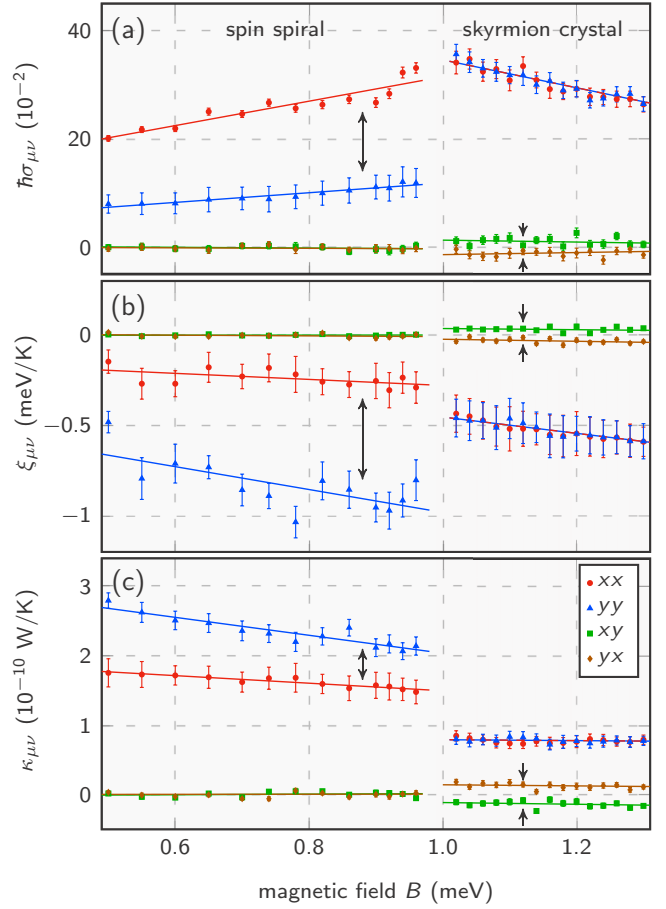 (a) spin spiral skyrmion crystal
40
20
0
ħσμν (10−2)
(b)
0
−0.5
−1
ξμν (meV/K)
(c)
3
2
1
0
κμν (10−10 W/K)
xx
yy
xy
yx
0.6 0.8 1.0 1.2
magnetic field B (meV)